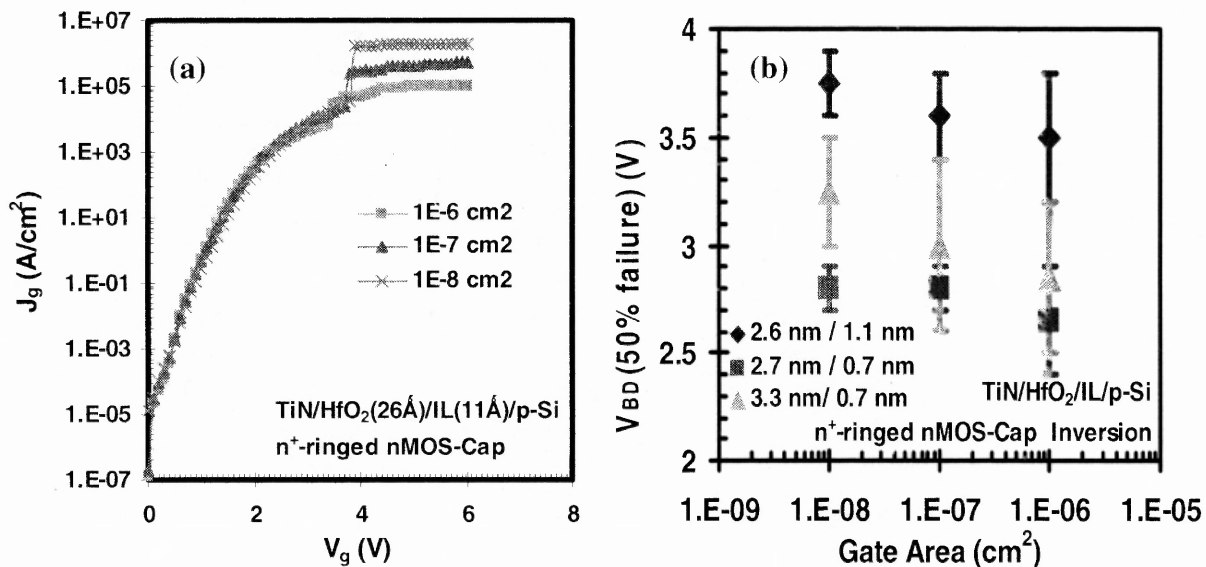 (a)
J_g (A/cm²)
1.E+07
1.E+05
1.E+03
1.E+01
1.E-01
1.E-03
1.E-05
1.E-07
1E-6 cm2
1E-7 cm2
1E-8 cm2
TiN/HfO₂(26Å)/IL(11Å)/p-Si
n⁺-ringed nMOS-Cap
0
2
4
6
8
V_g (V)
(b)
V_BD (50% failure) (V)
4
3.5
3
2.5
2
2.6 nm / 1.1 nm
2.7 nm / 0.7 nm
3.3 nm/ 0.7 nm
TiN/HfO₂/IL/p-Si
n⁺-ringed nMOS-Cap Inversion
1.E-09
1.E-08
1.E-07
1.E-06
1.E-05
Gate Area (cm²)